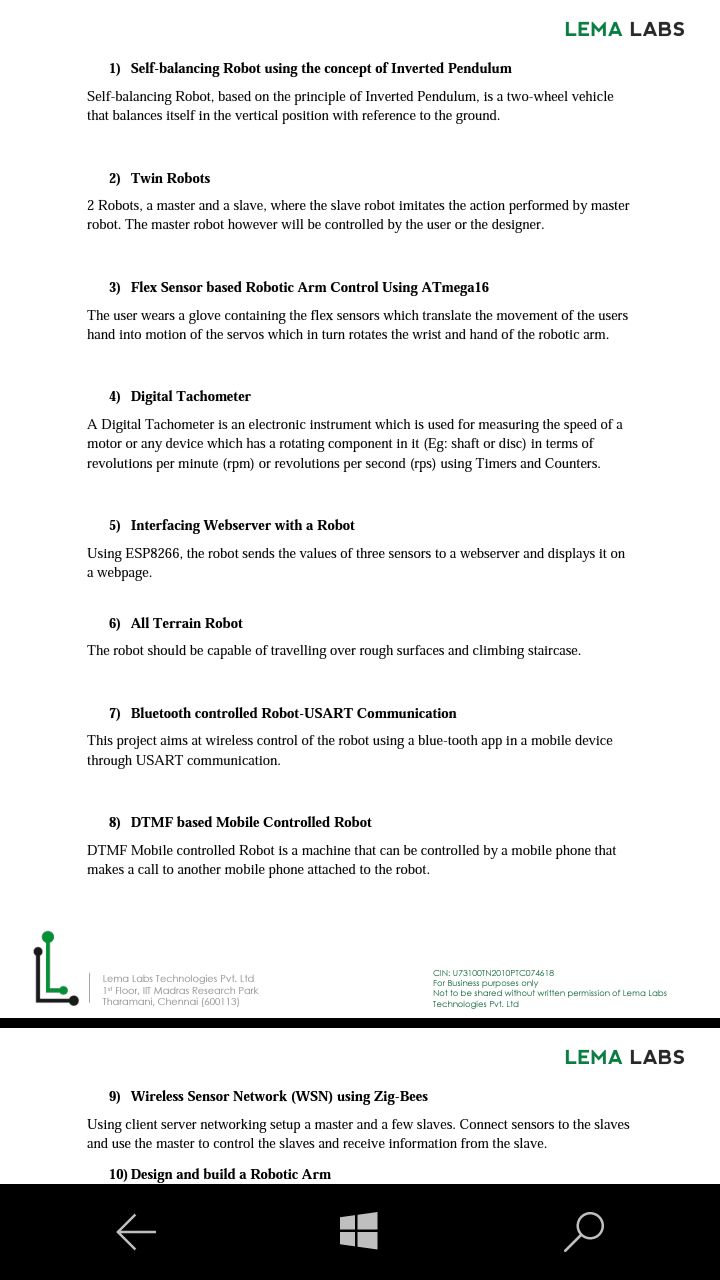 LEMA LABS
1) Self-balancing Robot using the concept of Inverted Pendulum
Self-balancing Robot, based on the principle of Inverted Pendulum, is a two-wheel vehicle
that balances itself in the vertical position with reference to the ground.
2) Twin Robots
2 Robots, a master and a slave, where the slave robot imitates the action performed by master
robot. The master robot however will be controlled by the user or the designer.
3) Flex Sensor based Robotic Arm Control Using ATmega16
The user wears a glove containing the flex sensors which translate the movement of the users
hand into motion of the servos which in turn rotates the wrist and hand of the robotic arm.
4) Digital Tachometer
A Digital Tachometer is an electronic instrument which is used for measuring the speed of a
motor or any device which has a rotating component in it (Eg: shaft or disc) in terms of
revolutions per minute (rpm) or revolutions per second (rps) using Timers and Counters.
5) Interfacing Webserver with a Robot
Using ESP8266, the robot sends the values of three sensors to a webserver and displays it on
a webpage.
6) All Terrain Robot
The robot should be capable of travelling over rough surfaces and climbing staircase.
7) Bluetooth controlled Robot-USART Communication
This project aims at wireless control of the robot using a blue-tooth app in a mobile device
through USART communication.
8) DTMF based Mobile Controlled Robot
DTMF Mobile controlled Robot is a machine that can be controlled by a mobile phone that
makes a call to another mobile phone attached to the robot.
Lema Labs Technologies Pvt. Ltd
1st Floor, IIT Madras Research Park
Tharamani, Chennai (600113)
CIN: U73100TN2010PTC074618
For Business purposes only
Not to be shared without written permission of Lema Labs
Technologies Pvt. Ltd
LEMA LABS
9) Wireless Sensor Network (WSN) using Zig-Bees
Using client server networking setup a master and a few slaves. Connect sensors to the slaves
and use the master to control the slaves and receive information from the slave.
10) Design and build a Robotic Arm